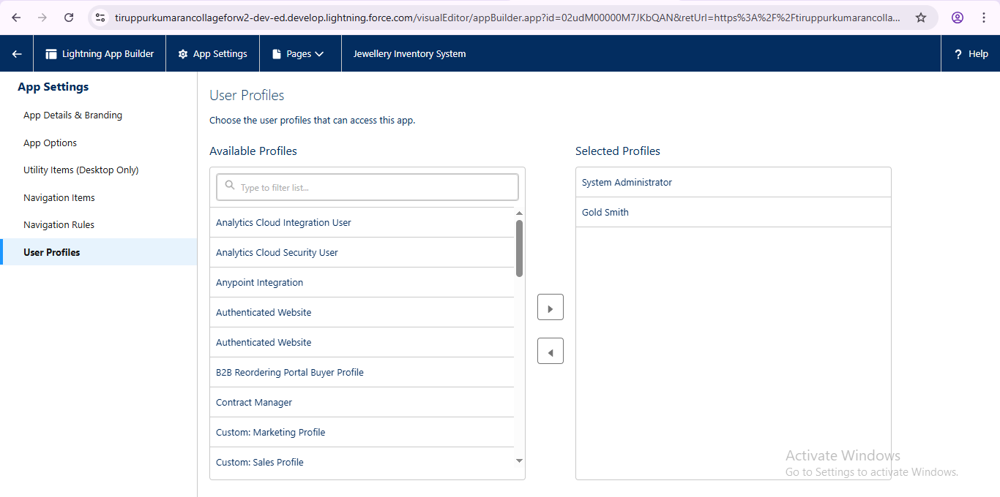 tiruppurkumarancollageforw2-dev-ed.develop.lightning.force.com/visualEditor/appBuilder.app?id=02udM00000M7JKbQAN&retUrl=https%3A%2F%2Ftiruppurkumarancolla...
Lightning App Builder
App Settings
Pages
Jewellery Inventory System
? Help
App Settings
App Details & Branding
App Options
Utility Items (Desktop Only)
Navigation Items
Navigation Rules
User Profiles
User Profiles
Choose the user profiles that can access this app.
Available Profiles
Type to filter list...
Analytics Cloud Integration User
Analytics Cloud Security User
Anypoint Integration
Authenticated Website
Authenticated Website
B2B Reordering Portal Buyer Profile
Contract Manager
Custom: Marketing Profile
Custom: Sales Profile
Selected Profiles
System Administrator
Gold Smith
Activate Windows
Go to Settings to activate Windows.